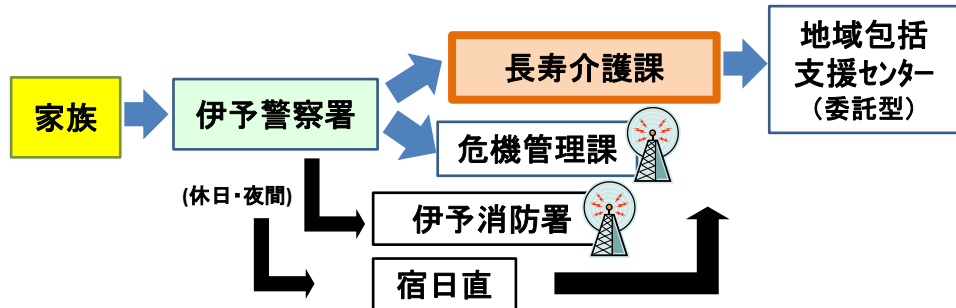 家族
伊予警察署
長寿介護課
地域包括
支援センター
（委託型）
危機管理課
(休日・夜間)
伊予消防署
宿日直